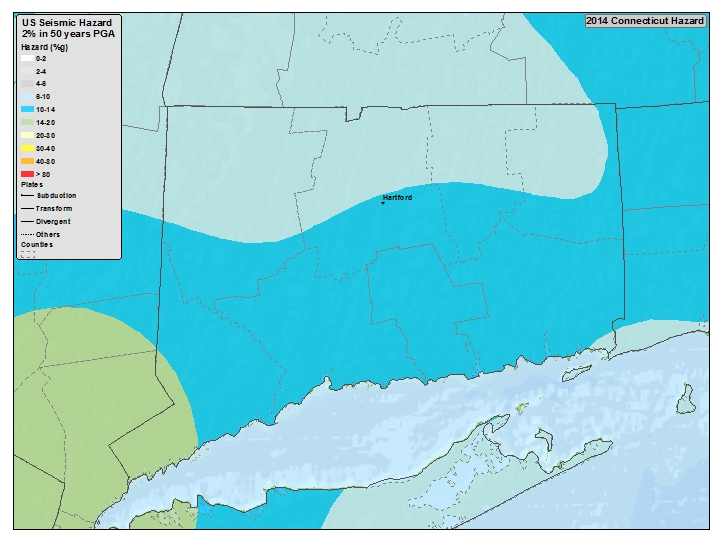 US Seismic Hazard
2% in 50 years PGA
Hazard (%g)
0-2
2-4
4-6
6-10
10-14
14-20
20-30
30-40
40-80
> 80
Plates
Subduction
Transform
Divergent
Others
Counties
2014 Connecticut Hazard
Hartford